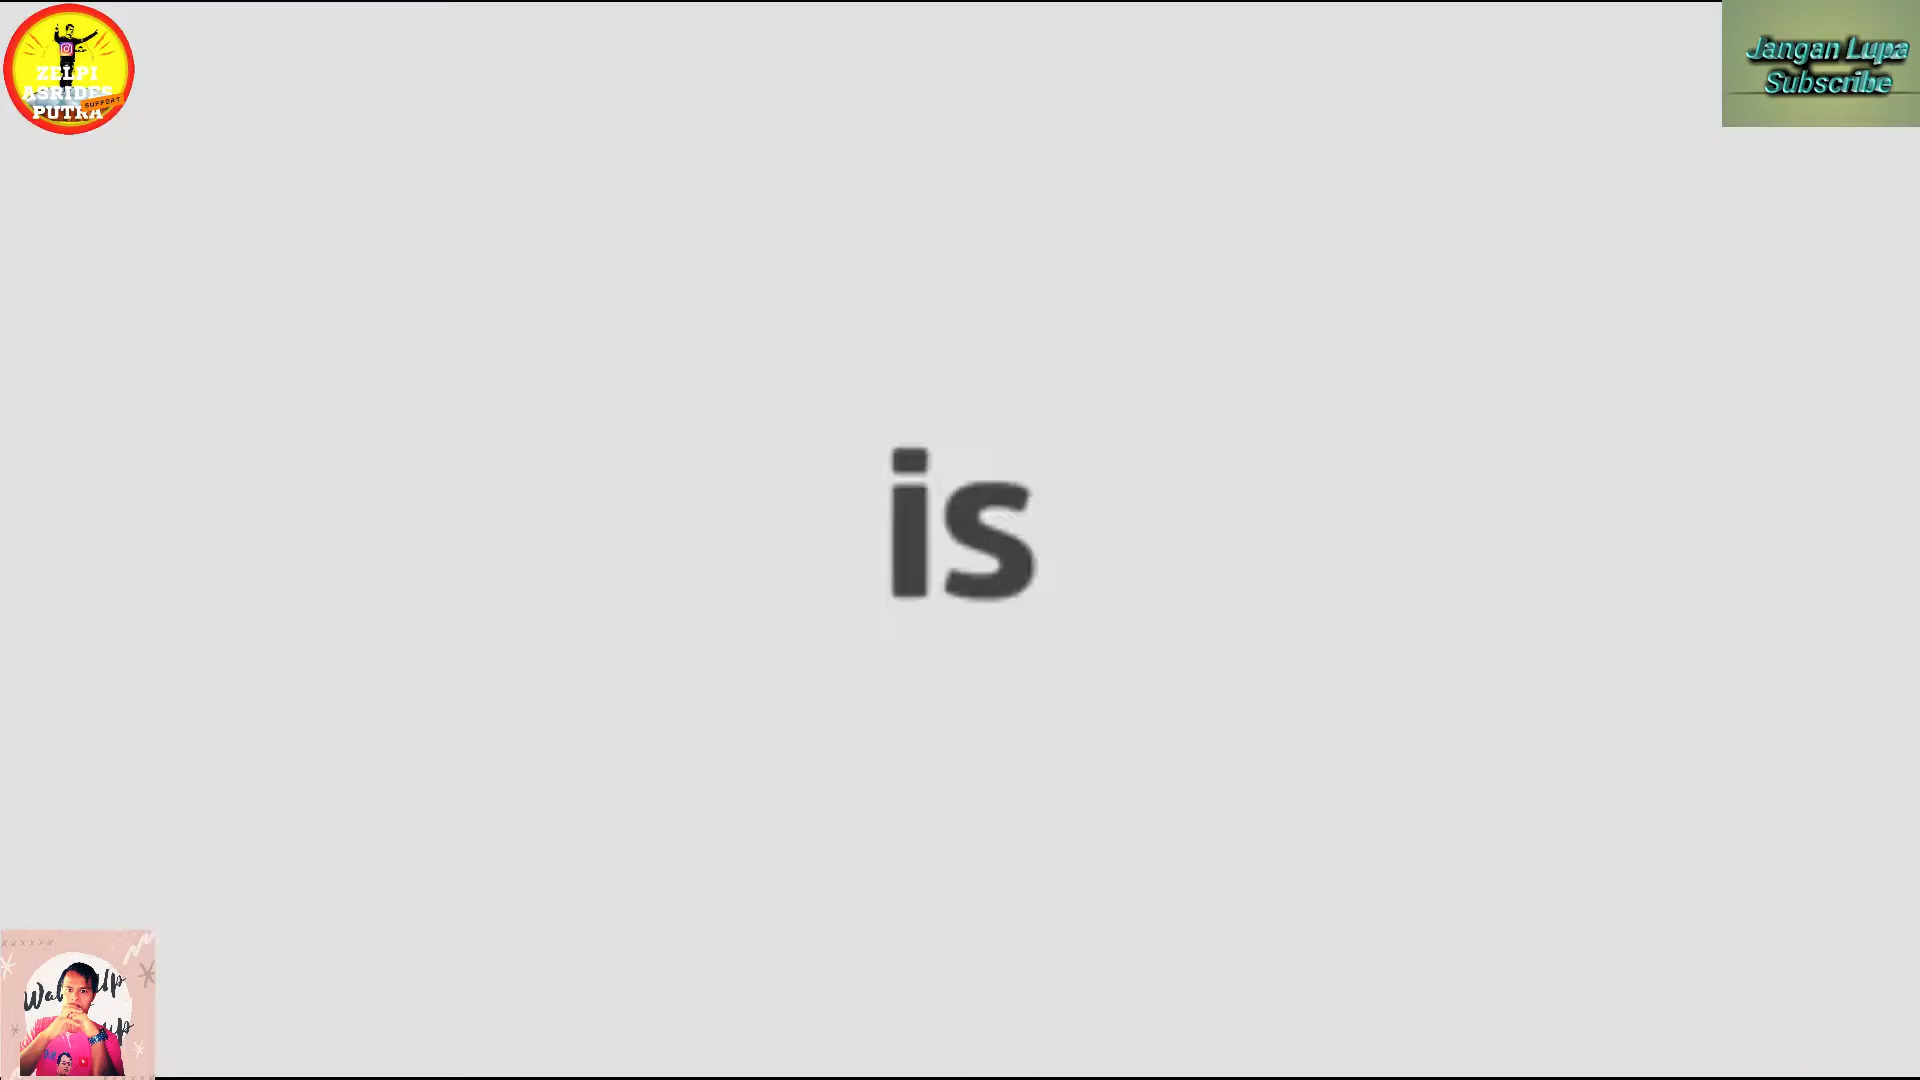 ZELPI
ASRIDES
SUPPORT
PUTRA
Jangan Lupa
Subscribe
is